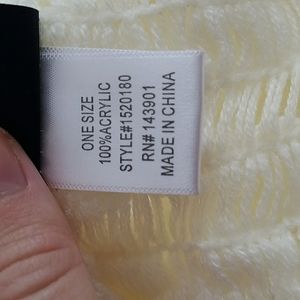 ONE SIZE
100%ACRYLIC
STYLE#1520180
RN# 143901
MADE IN CHINA